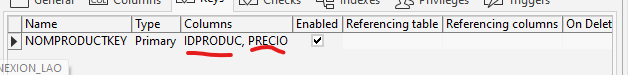 General Columns Keys Checks Indexes Privileges Triggers
Name Type Columns Enabled Referencing table Referencing columns On Delet
NOMPRODUCTKEY Primary IDPRODUC, PRECIO
NEXION_LAO